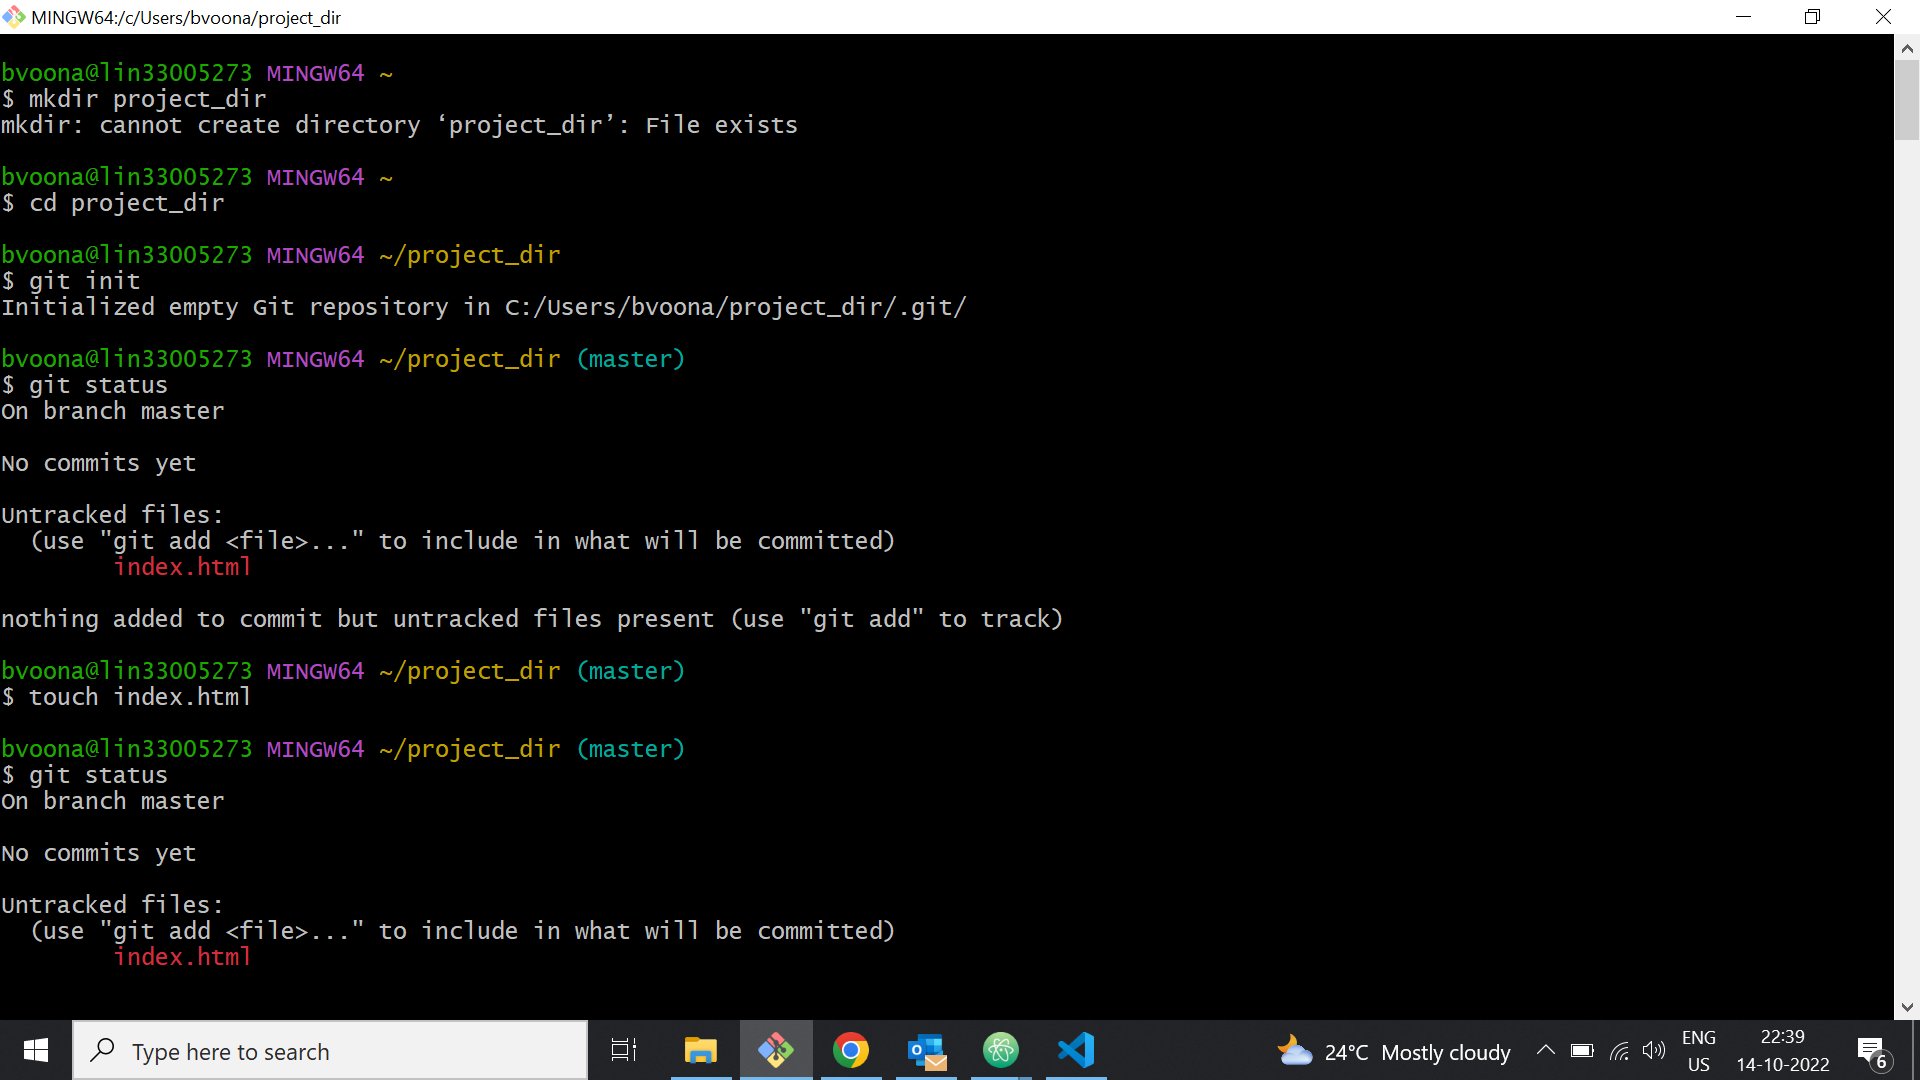 MINGW64:/c/Users/bvoona/project_dir
bvoona@lin33005273 MINGW64 ~
$ mkdir project_dir
mkdir: cannot create directory ‘project_dir’: File exists
bvoona@lin33005273 MINGW64 ~
$ cd project_dir
bvoona@lin33005273 MINGW64 ~/project_dir
$ git init
Initialized empty Git repository in C:/Users/bvoona/project_dir/.git/
bvoona@lin33005273 MINGW64 ~/project_dir (master)
$ git status
On branch master
No commits yet
Untracked files:
  (use "git add <file>..." to include in what will be committed)
        index.html
nothing added to commit but untracked files present (use "git add" to track)
bvoona@lin33005273 MINGW64 ~/project_dir (master)
$ touch index.html
bvoona@lin33005273 MINGW64 ~/project_dir (master)
$ git status
On branch master
No commits yet
Untracked files:
  (use "git add <file>..." to include in what will be committed)
        index.html
Type here to search
24°C Mostly cloudy
ENG
US
22:39
14-10-2022
6